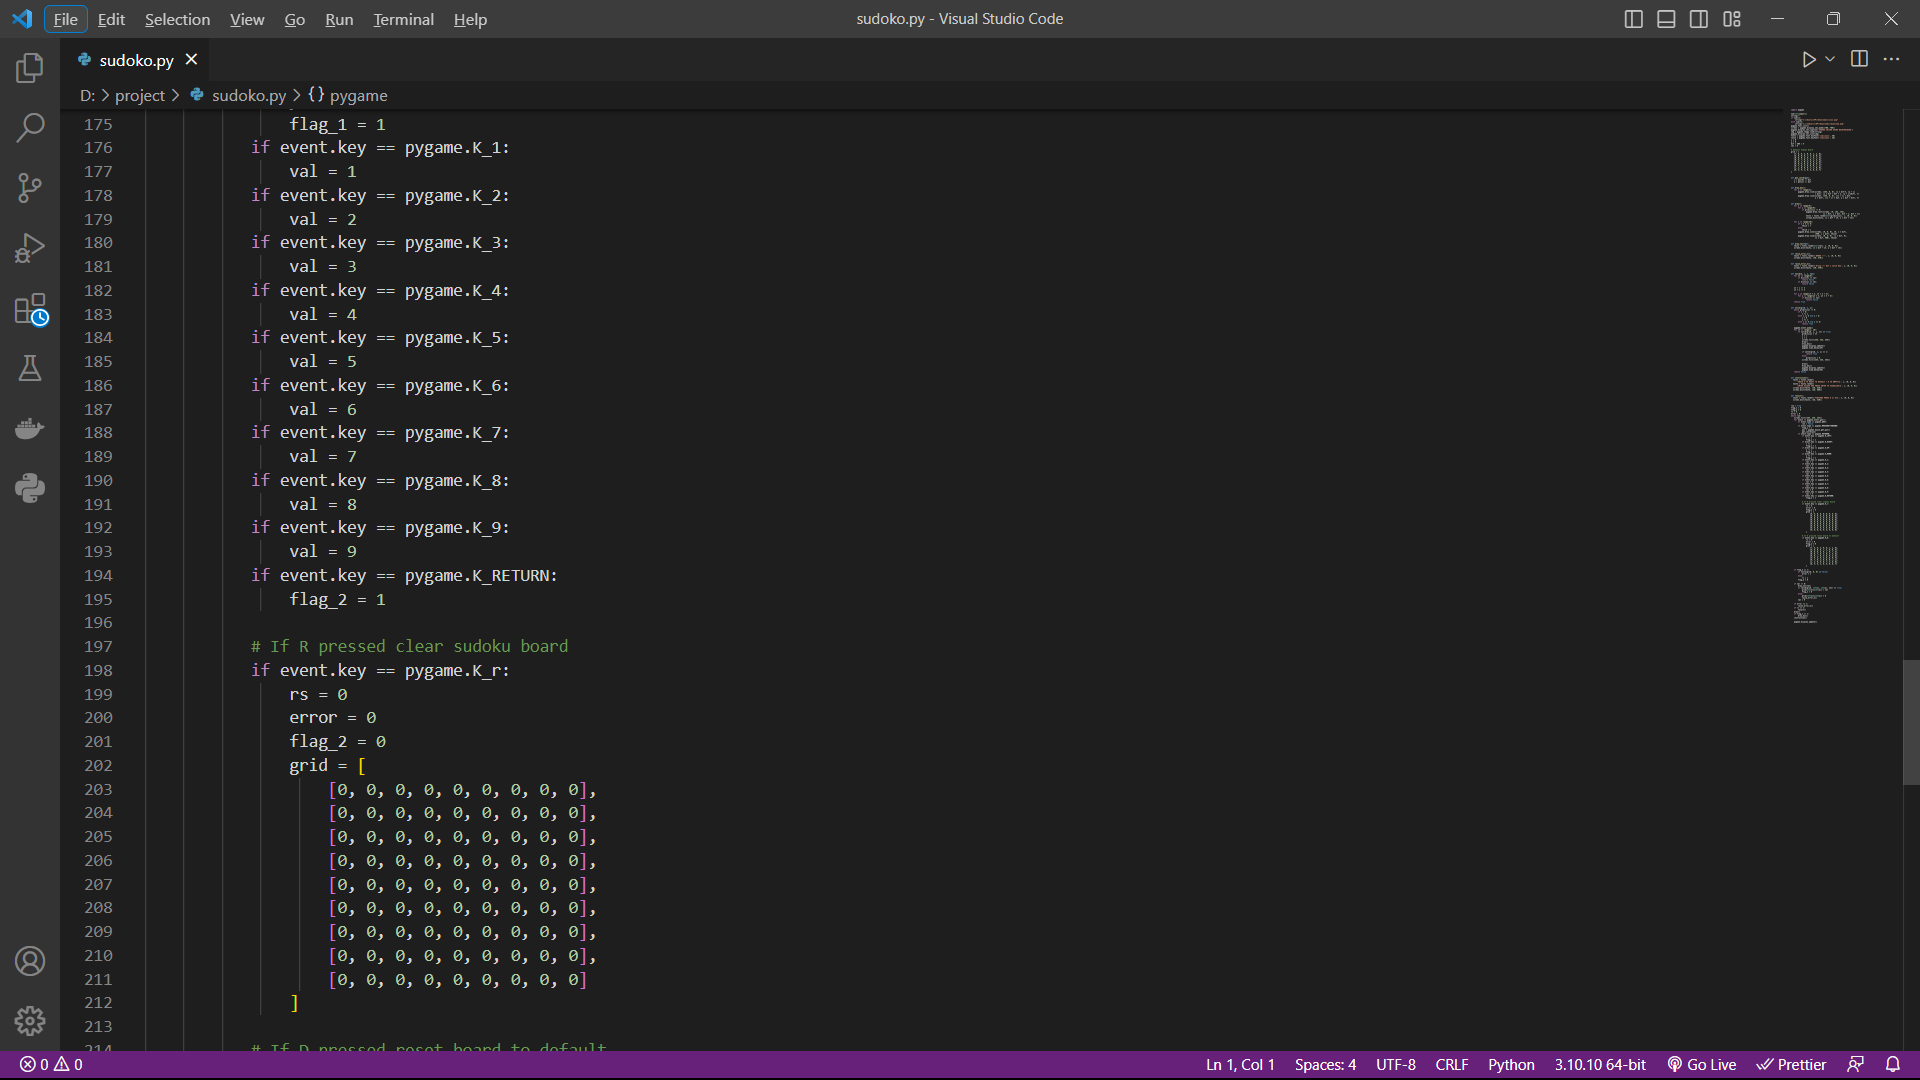 File Edit Selection View Go Run Terminal Help
sudoko.py - Visual Studio Code
sudoko.py
D: > project > sudoko.py > {} pygame
175 flag_1 = 1
176 if event.key == pygame.K_1:
177 val = 1
178 if event.key == pygame.K_2:
179 val = 2
180 if event.key == pygame.K_3:
181 val = 3
182 if event.key == pygame.K_4:
183 val = 4
184 if event.key == pygame.K_5:
185 val = 5
186 if event.key == pygame.K_6:
187 val = 6
188 if event.key == pygame.K_7:
189 val = 7
190 if event.key == pygame.K_8:
191 val = 8
192 if event.key == pygame.K_9:
193 val = 9
194 if event.key == pygame.K_RETURN:
195 flag_2 = 1
196
197 # If R pressed clear sudoku board
198 if event.key == pygame.K_r:
199 rs = 0
200 error = 0
201 flag_2 = 0
202 grid = [
203 [0, 0, 0, 0, 0, 0, 0, 0, 0],
204 [0, 0, 0, 0, 0, 0, 0, 0, 0],
205 [0, 0, 0, 0, 0, 0, 0, 0, 0],
206 [0, 0, 0, 0, 0, 0, 0, 0, 0],
207 [0, 0, 0, 0, 0, 0, 0, 0, 0],
208 [0, 0, 0, 0, 0, 0, 0, 0, 0],
209 [0, 0, 0, 0, 0, 0, 0, 0, 0],
210 [0, 0, 0, 0, 0, 0, 0, 0, 0],
211 [0, 0, 0, 0, 0, 0, 0, 0, 0]
212 ]
213
214 # If D pressed reset board to default
0 0
Ln 1, Col 1 Spaces: 4 UTF-8 CRLF Python 3.10.10 64-bit Go Live Prettier